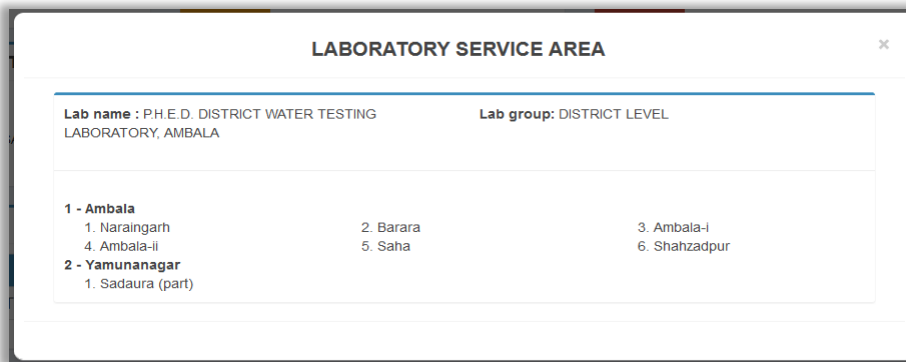 LABORATORY SERVICE AREA ×
Lab name : P.H.E.D. DISTRICT WATER TESTING LABORATORY, AMBALA
Lab group: DISTRICT LEVEL
1 - Ambala
1. Naraingarh 2. Barara 3. Ambala-i
4. Ambala-ii 5. Saha 6. Shahzadpur
2 - Yamunanagar
1. Sadaura (part)